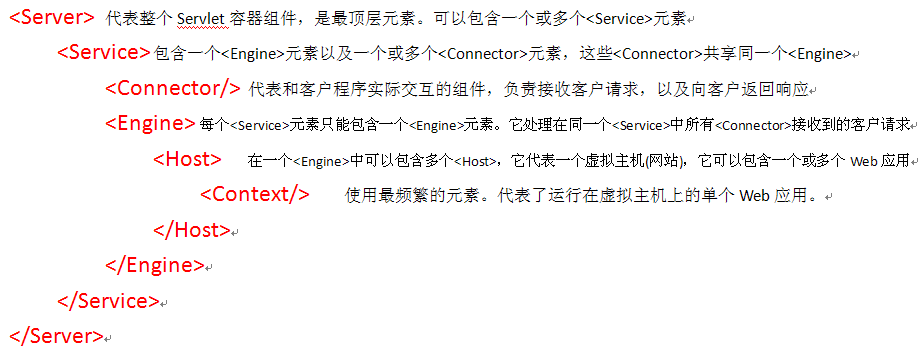 <Server> 代表整个 Servlet 容器组件，是最顶层元素。可以包含一个或多个<Service>元素
<Service>包含一个<Engine>元素以及一个或多个<Connector>元素，这些<Connector>共享同一个<Engine>
<Connector/> 代表和客户程序实际交互的组件，负责接收客户请求，以及向客户返回响应
<Engine> 每个<Service>元素只能包含一个<Engine>元素。它处理在同一个<Service>中所有<Connector>接收到的客户请求
<Host> 在一个<Engine>中可以包含多个<Host>，它代表一个虚拟主机(网站)，它可以包含一个或多个 Web 应用
<Context/> 使用最频繁的元素。代表了运行在虚拟主机上的单个 Web 应用。
</Host>
</Engine>
</Service>
</Server>